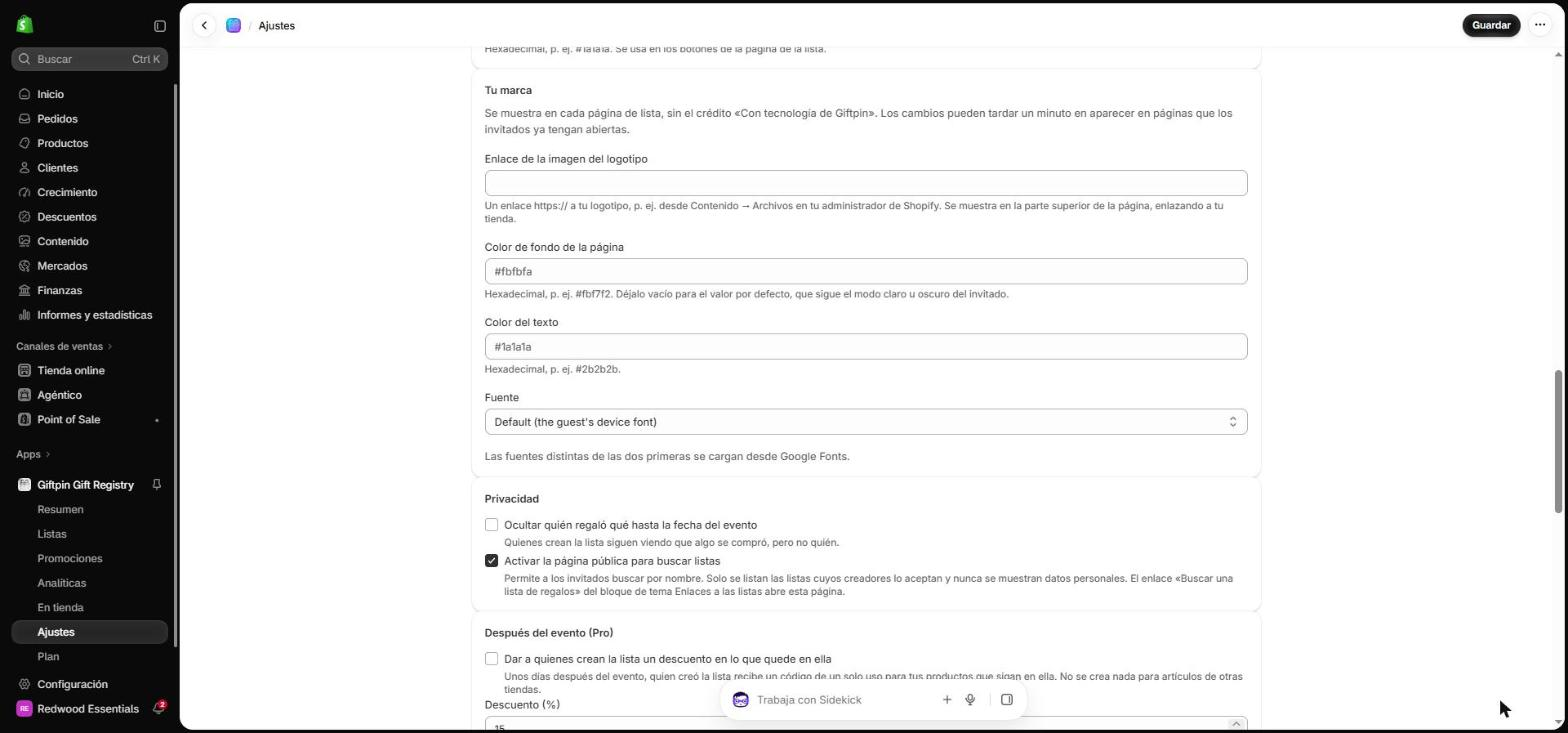 Buscar
Ctrl K
Inicio
Pedidos
Productos
Clientes
Crecimiento
Descuentos
Contenido
Mercados
Finanzas
Informes y estadísticas
Canales de ventas
Tienda online
Agéntico
Point of Sale
Apps
Giftpin Gift Registry
Resumen
Listas
Promociones
Analíticas
En tienda
Ajustes
Plan
Configuración
RE
Redwood Essentials
2
/
Ajustes
Guardar
Hexadecimal, p. ej. #1a1a1a. Se usa en los botones de la página de la lista.
Tu marca
Se muestra en cada página de lista, sin el crédito «Con tecnología de Giftpin». Los cambios pueden tardar un minuto en aparecer en páginas que los
invitados ya tengan abiertas.
Enlace de la imagen del logotipo
Un enlace https:// a tu logotipo, p. ej. desde Contenido → Archivos en tu administrador de Shopify. Se muestra en la parte superior de la página, enlazando a tu
tienda.
Color de fondo de la página
#fbfbfa
Hexadecimal, p. ej. #fbf7f2. Déjalo vacío para el valor por defecto, que sigue el modo claro u oscuro del invitado.
Color del texto
#1a1a1a
Hexadecimal, p. ej. #2b2b2b.
Fuente
Default (the guest's device font)
Las fuentes distintas de las dos primeras se cargan desde Google Fonts.
Privacidad
Ocultar quién regaló qué hasta la fecha del evento
Quienes crean la lista siguen viendo que algo se compró, pero no quién.
Activar la página pública para buscar listas
Permite a los invitados buscar por nombre. Solo se listan las listas cuyos creadores lo aceptan y nunca se muestran datos personales. El enlace «Buscar una
lista de regalos» del bloque de tema Enlaces a las listas abre esta página.
Después del evento (Pro)
Dar a quienes crean la lista un descuento en lo que quede en ella
Unos días después del evento, quien creó la lista recibe un código de un solo uso para tus productos que sigan en ella. No se crea nada para artículos de otras
tiendas.
Descuento (%)
15
Trabaja con Sidekick